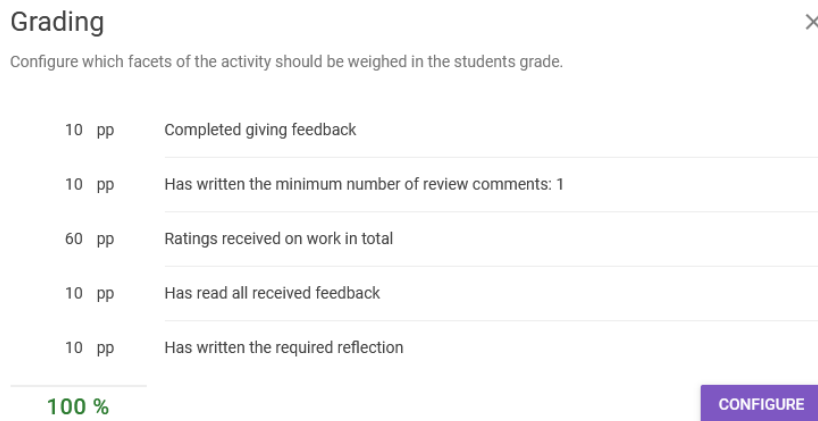 Grading
Configure which facets of the activity should be weighed in the students grade.
10 pp Completed giving feedback
10 pp Has written the minimum number of review comments: 1
60 pp Ratings received on work in total
10 pp Has read all received feedback
10 pp Has written the required reflection
100 %
CONFIGURE